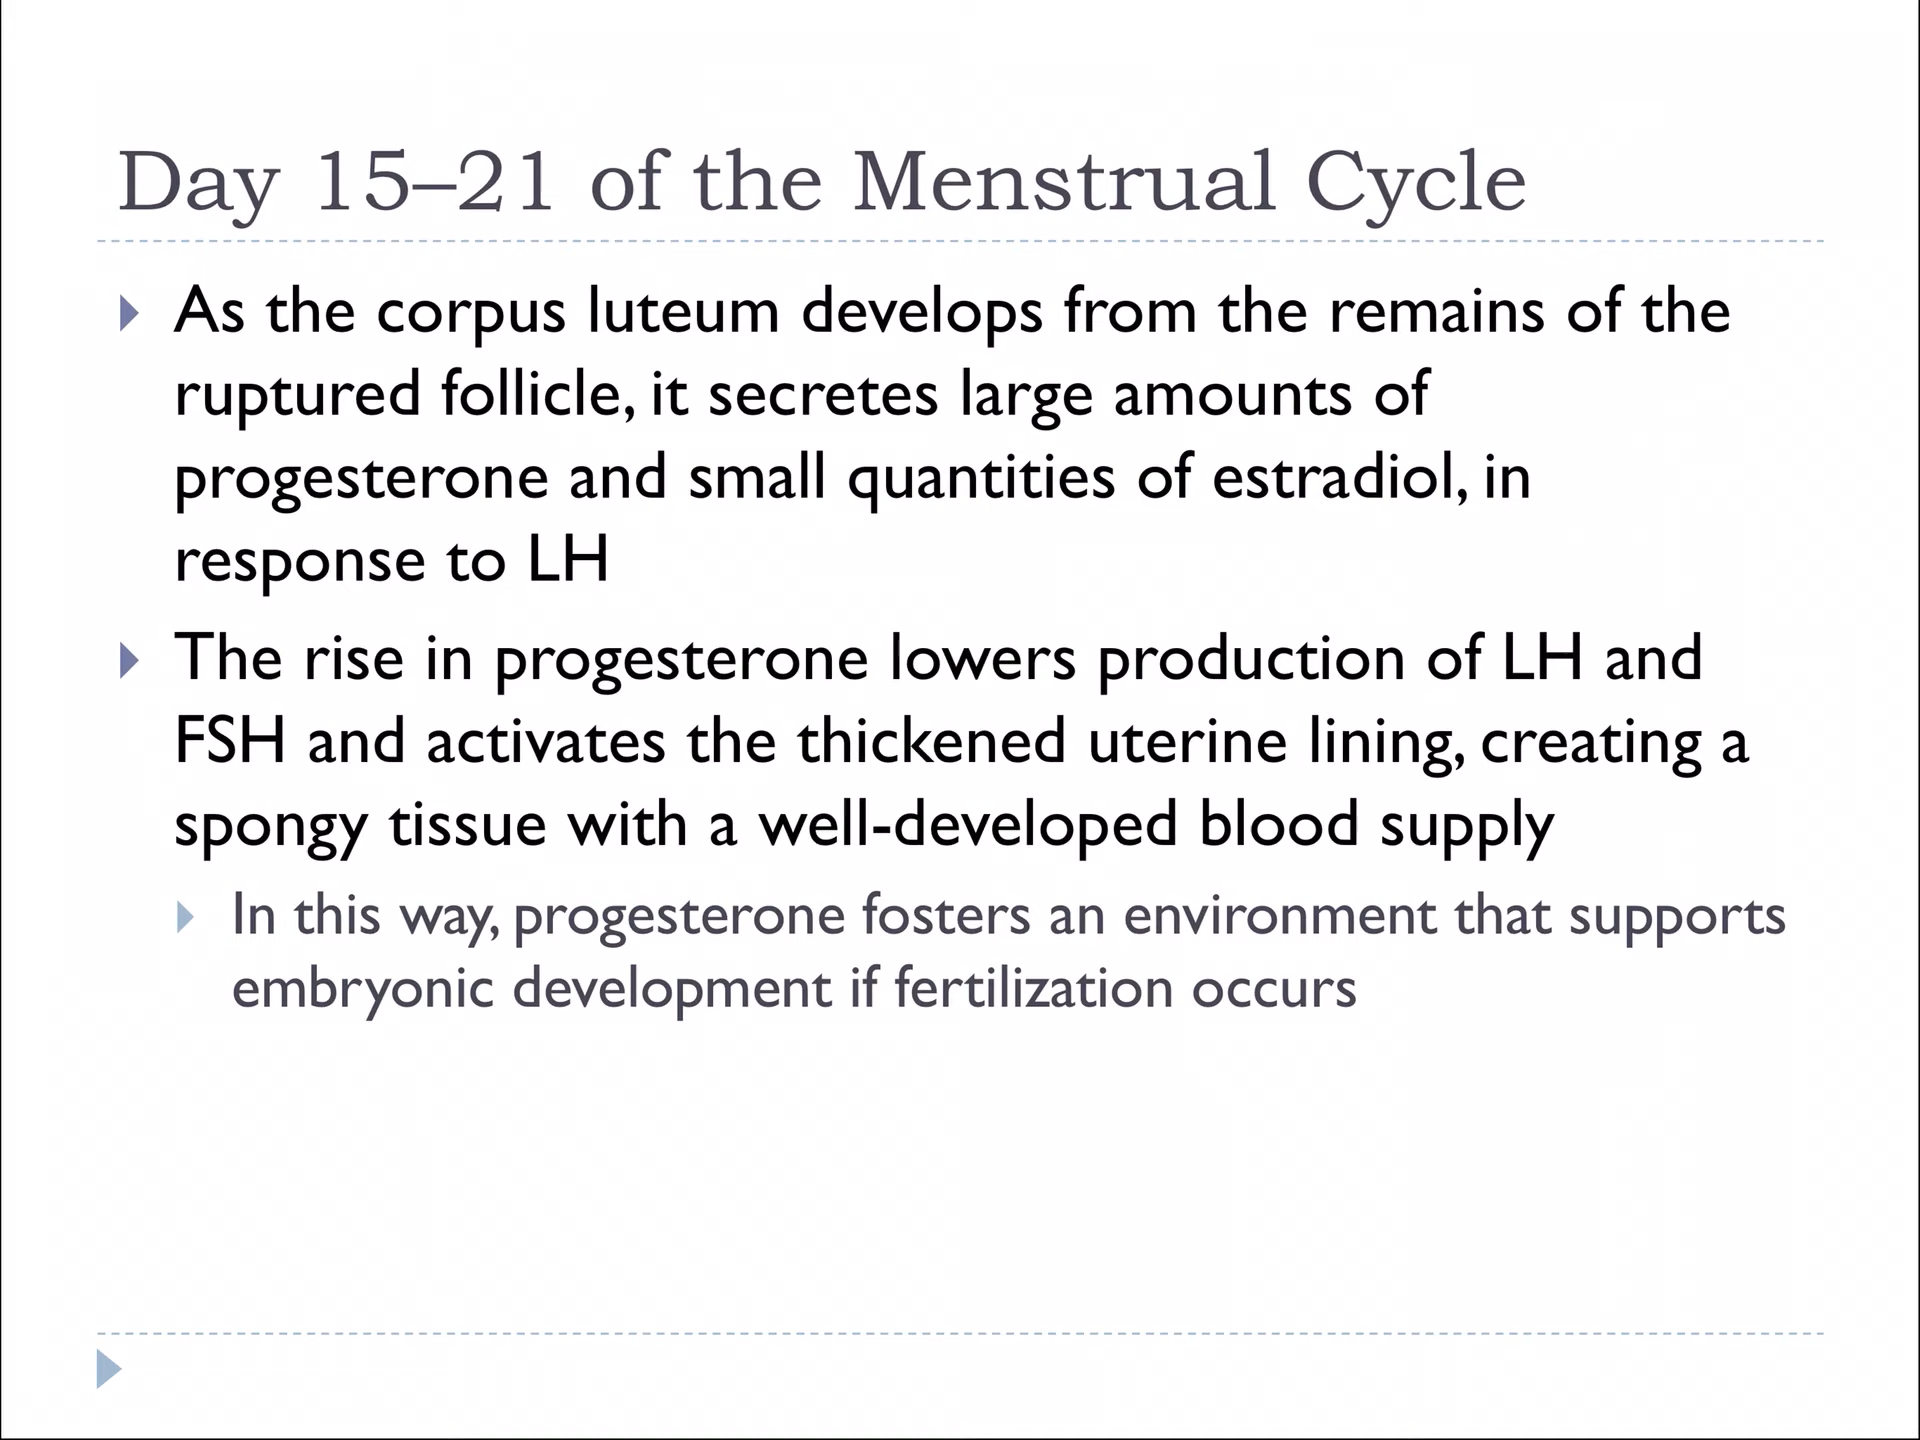 Day 15–21 of the Menstrual Cycle
As the corpus luteum develops from the remains of the
ruptured follicle, it secretes large amounts of
progesterone and small quantities of estradiol, in
response to LH
The rise in progesterone lowers production of LH and
FSH and activates the thickened uterine lining, creating a
spongy tissue with a well-developed blood supply
In this way, progesterone fosters an environment that supports
embryonic development if fertilization occurs